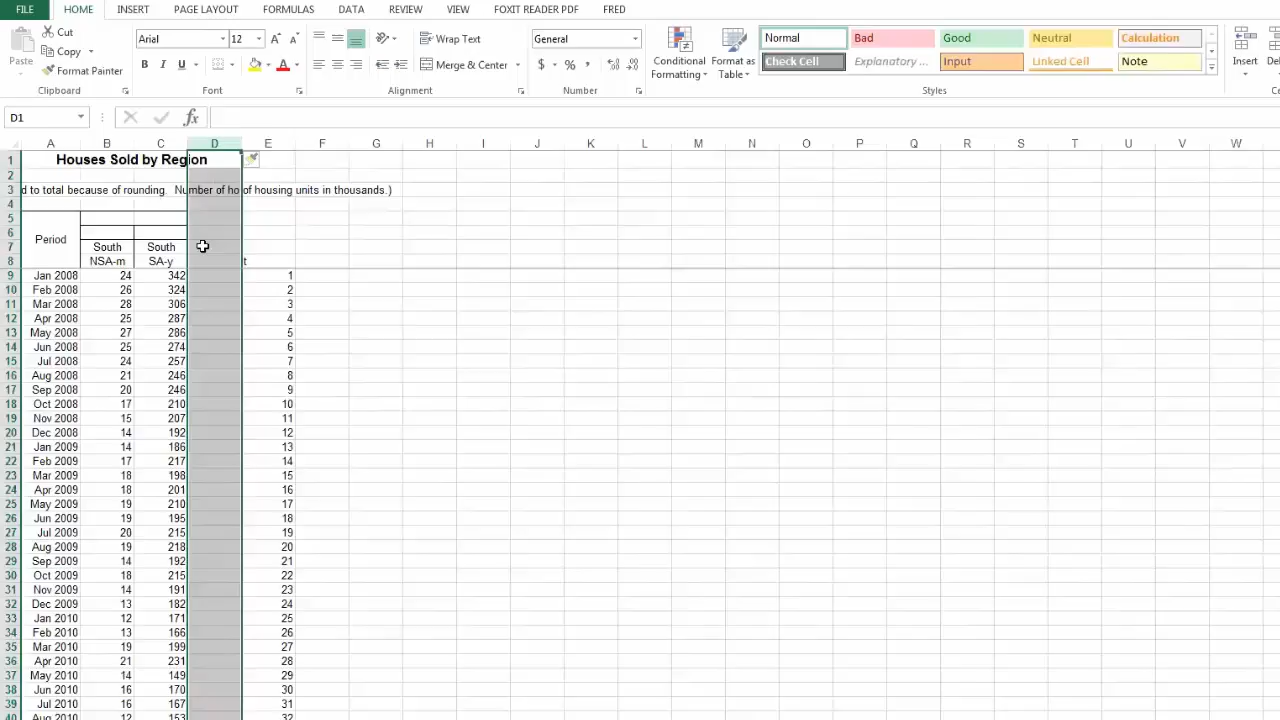 FILE HOME INSERT PAGE LAYOUT FORMULAS DATA REVIEW VIEW FOXIT READER PDF FRED
Cut
Copy
Format Painter
Paste
Clipboard
Arial 12 A A
B I U A
Font
Wrap Text
Merge & Center
Alignment
General
$ % ,
Number
Conditional Formatting
Format as Table
Normal Bad Good Neutral Calculation
Check Cell Explanatory ... Input Linked Cell Note
Styles
Insert
D1 fx
A B C D E F G H I J K L M N O P Q R S T U V W
1 Houses Sold by Region
2
3 d to total because of rounding. Number of ho of housing units in thousands.)
4
5
6
Period
7 South South
8 NSA-m SA-y t
9 Jan 2008 24 342 1
10 Feb 2008 26 324 2
11 Mar 2008 28 306 3
12 Apr 2008 25 287 4
13 May 2008 27 286 5
14 Jun 2008 25 274 6
15 Jul 2008 24 257 7
16 Aug 2008 21 246 8
17 Sep 2008 20 246 9
18 Oct 2008 17 210 10
19 Nov 2008 15 207 11
20 Dec 2008 14 192 12
21 Jan 2009 14 186 13
22 Feb 2009 17 217 14
23 Mar 2009 18 198 15
24 Apr 2009 18 201 16
25 May 2009 19 210 17
26 Jun 2009 19 195 18
27 Jul 2009 20 215 19
28 Aug 2009 19 218 20
29 Sep 2009 14 192 21
30 Oct 2009 18 215 22
31 Nov 2009 14 191 23
32 Dec 2009 13 182 24
33 Jan 2010 12 171 25
34 Feb 2010 13 166 26
35 Mar 2010 19 199 27
36 Apr 2010 21 231 28
37 May 2010 14 149 29
38 Jun 2010 16 170 30
39 Jul 2010 16 167 31
40 Aug 2010 12 153 32